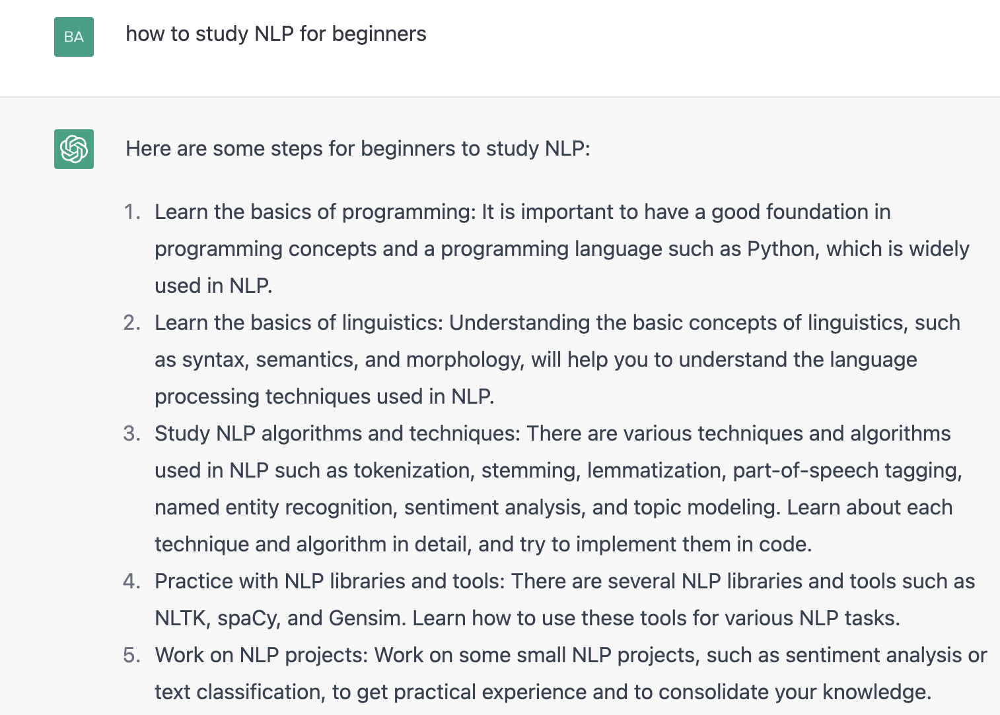 BA
how to study NLP for beginners
Here are some steps for beginners to study NLP:
1. Learn the basics of programming: It is important to have a good foundation in
programming concepts and a programming language such as Python, which is widely
used in NLP.
2. Learn the basics of linguistics: Understanding the basic concepts of linguistics, such
as syntax, semantics, and morphology, will help you to understand the language
processing techniques used in NLP.
3. Study NLP algorithms and techniques: There are various techniques and algorithms
used in NLP such as tokenization, stemming, lemmatization, part-of-speech tagging,
named entity recognition, sentiment analysis, and topic modeling. Learn about each
technique and algorithm in detail, and try to implement them in code.
4. Practice with NLP libraries and tools: There are several NLP libraries and tools such as
NLTK, spaCy, and Gensim. Learn how to use these tools for various NLP tasks.
5. Work on NLP projects: Work on some small NLP projects, such as sentiment analysis or
text classification, to get practical experience and to consolidate your knowledge.